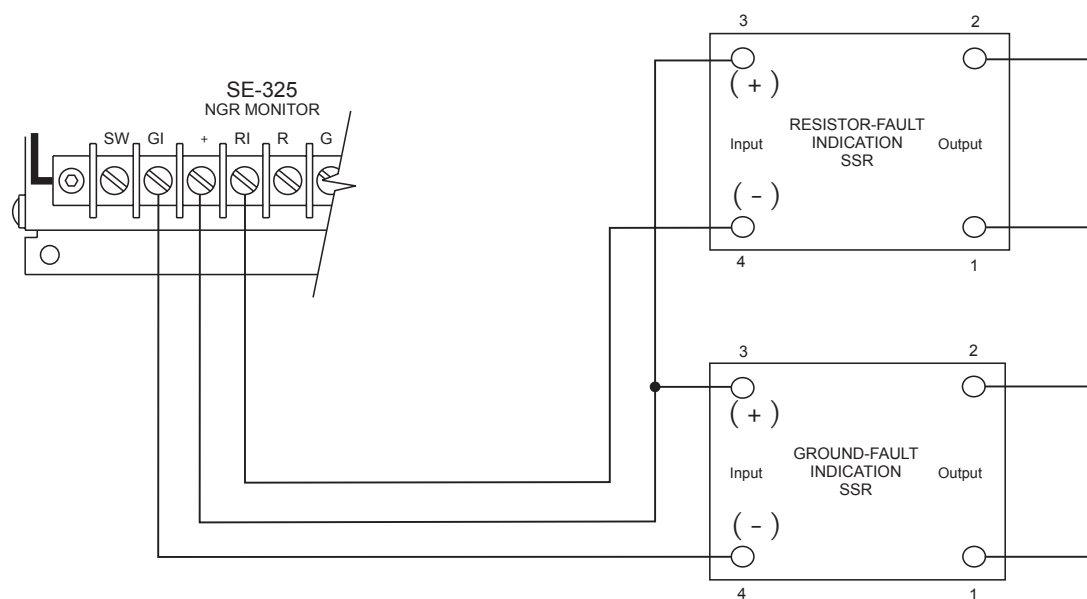 SE-325
NGR MONITOR
SW GI + RI R G
3 2
( + )
RESISTOR-FAULT
INDICATION
SSR
Input Output
( - )
4 1
3 2
( + )
GROUND-FAULT
INDICATION
SSR
Input Output
( - )
4 1